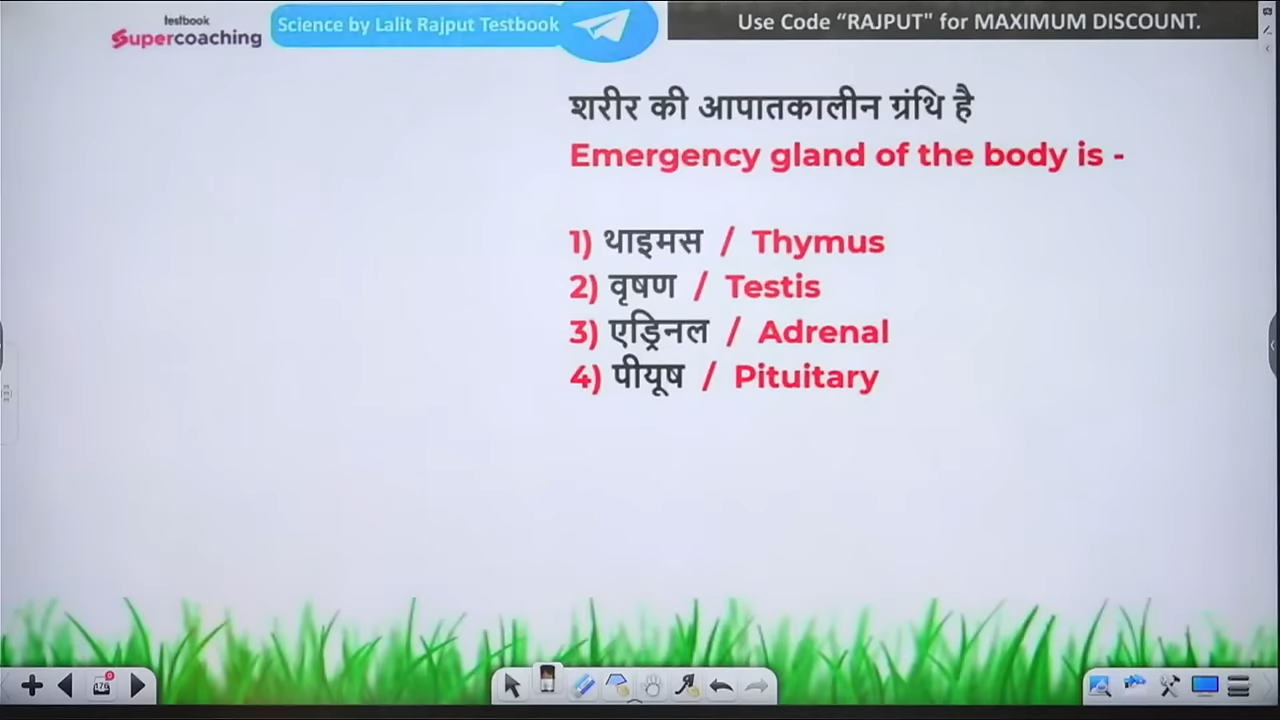 testbook
Supercoaching
Science by Lalit Rajput Testbook
Use Code “RAJPUT" for MAXIMUM DISCOUNT.
शरीर की आपातकालीन ग्रंथि है
Emergency gland of the body is -
1) थाइमस / Thymus
2) वृषण / Testis
3) एड्रिनल / Adrenal
4) पीयूष / Pituitary